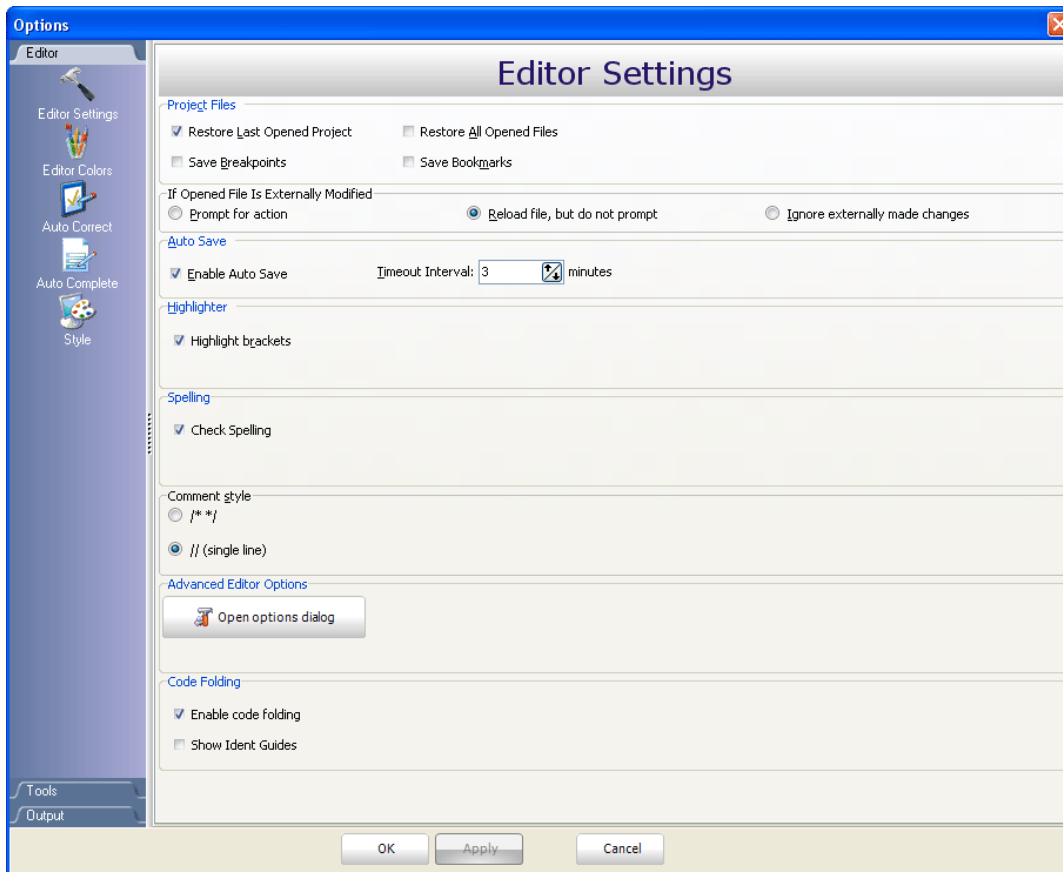 Options
Editor
Editor Settings
Editor Colors
Auto Correct
Auto Complete
Style
Tools
Output
Editor Settings
Project Files
Restore Last Opened Project Restore All Opened Files
Save Breakpoints Save Bookmarks
If Opened File Is Externally Modified
Prompt for action Reload file, but do not prompt Ignore externally made changes
Auto Save
Enable Auto Save Timeout Interval: 3 minutes
Highlighter
Highlight brackets
Spelling
Check Spelling
Comment style
/* */
// (single line)
Advanced Editor Options
Open options dialog
Code Folding
Enable code folding
Show Ident Guides
OK Apply Cancel